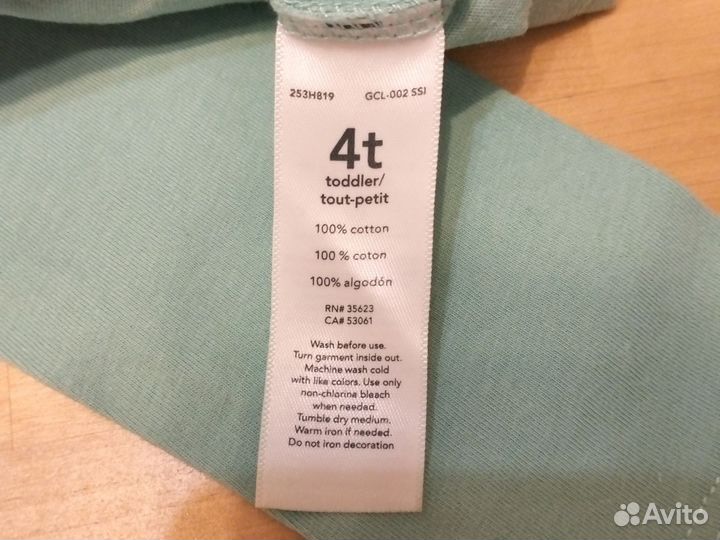 253H819 GCL-002 SSI
4t
toddler/
tout-petit
100% cotton
100 % coton
100% algodón
RN# 35623
CA# 53061
Wash before use.
Turn garment inside out.
Machine wash cold
with like colors. Use only
non-chlorina bleach
when needed.
Tumble dry medium.
Warm iron if needed.
Do not iron decoration
Avito